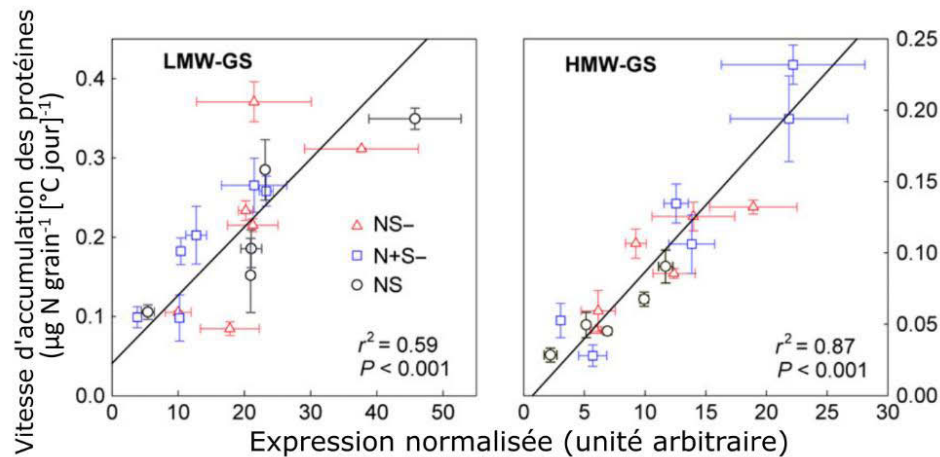 Vitesse d'accumulation des protéines
(µg N grain⁻¹ [°C jour]⁻¹
LMW-GS
0.4
0.3
0.2
0.1
NS−
N+S−
NS
r² = 0.59
P < 0.001
0 10 20 30 40 50
HMW-GS
0.25
0.20
0.15
0.10
0.05
0.00
r² = 0.87
P < 0.001
0 5 10 15 20 25 30
Expression normalisée (unité arbitraire)